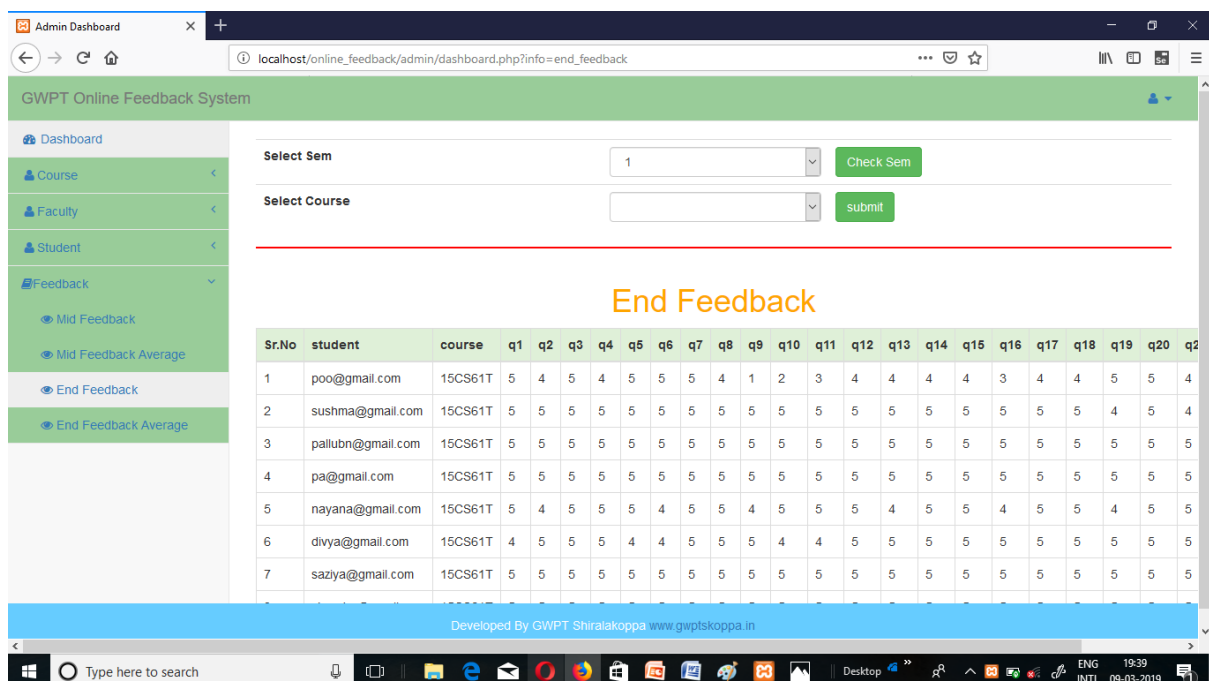 Admin Dashboard
localhost/online_feedback/admin/dashboard.php?info=end_feedback
Se
GWPT Online Feedback System
Dashboard
Course
Faculty
Student
Feedback
Mid Feedback
Mid Feedback Average
End Feedback
End Feedback Average
Select Sem 1 Check Sem
Select Course submit
End Feedback
Sr.No student course q1 q2 q3 q4 q5 q6 q7 q8 q9 q10 q11 q12 q13 q14 q15 q16 q17 q18 q19 q20
1 poo@gmail.com 15CS61T 5 4 5 4 5 5 5 4 1 2 3 4 4 4 4 3 4 4 5 5 4
2 sushma@gmail.com 15CS61T 5 5 5 5 5 5 5 5 5 5 5 5 5 5 5 5 5 5 4 5 4
3 pallubn@gmail.com 15CS61T 5 5 5 5 5 5 5 5 5 5 5 5 5 5 5 5 5 5 5 5 5
4 pa@gmail.com 15CS61T 5 5 5 5 5 5 5 5 5 5 5 5 5 5 5 5 5 5 5 5 5
5 nayana@gmail.com 15CS61T 5 4 5 5 5 4 5 5 4 5 5 5 4 5 5 4 5 5 4 5 5
6 divya@gmail.com 15CS61T 4 5 5 5 4 4 5 5 5 4 4 5 5 5 5 5 5 5 5 5 5
7 saziya@gmail.com 15CS61T 5 5 5 5 5 5 5 5 5 5 5 5 5 5 5 5 5 5 5 5 5
Developed By GWPT Shiralakoppa www.gwptskoppa.in
Type here to search
Desktop
ENG
INTL
19:39
09-03-2019